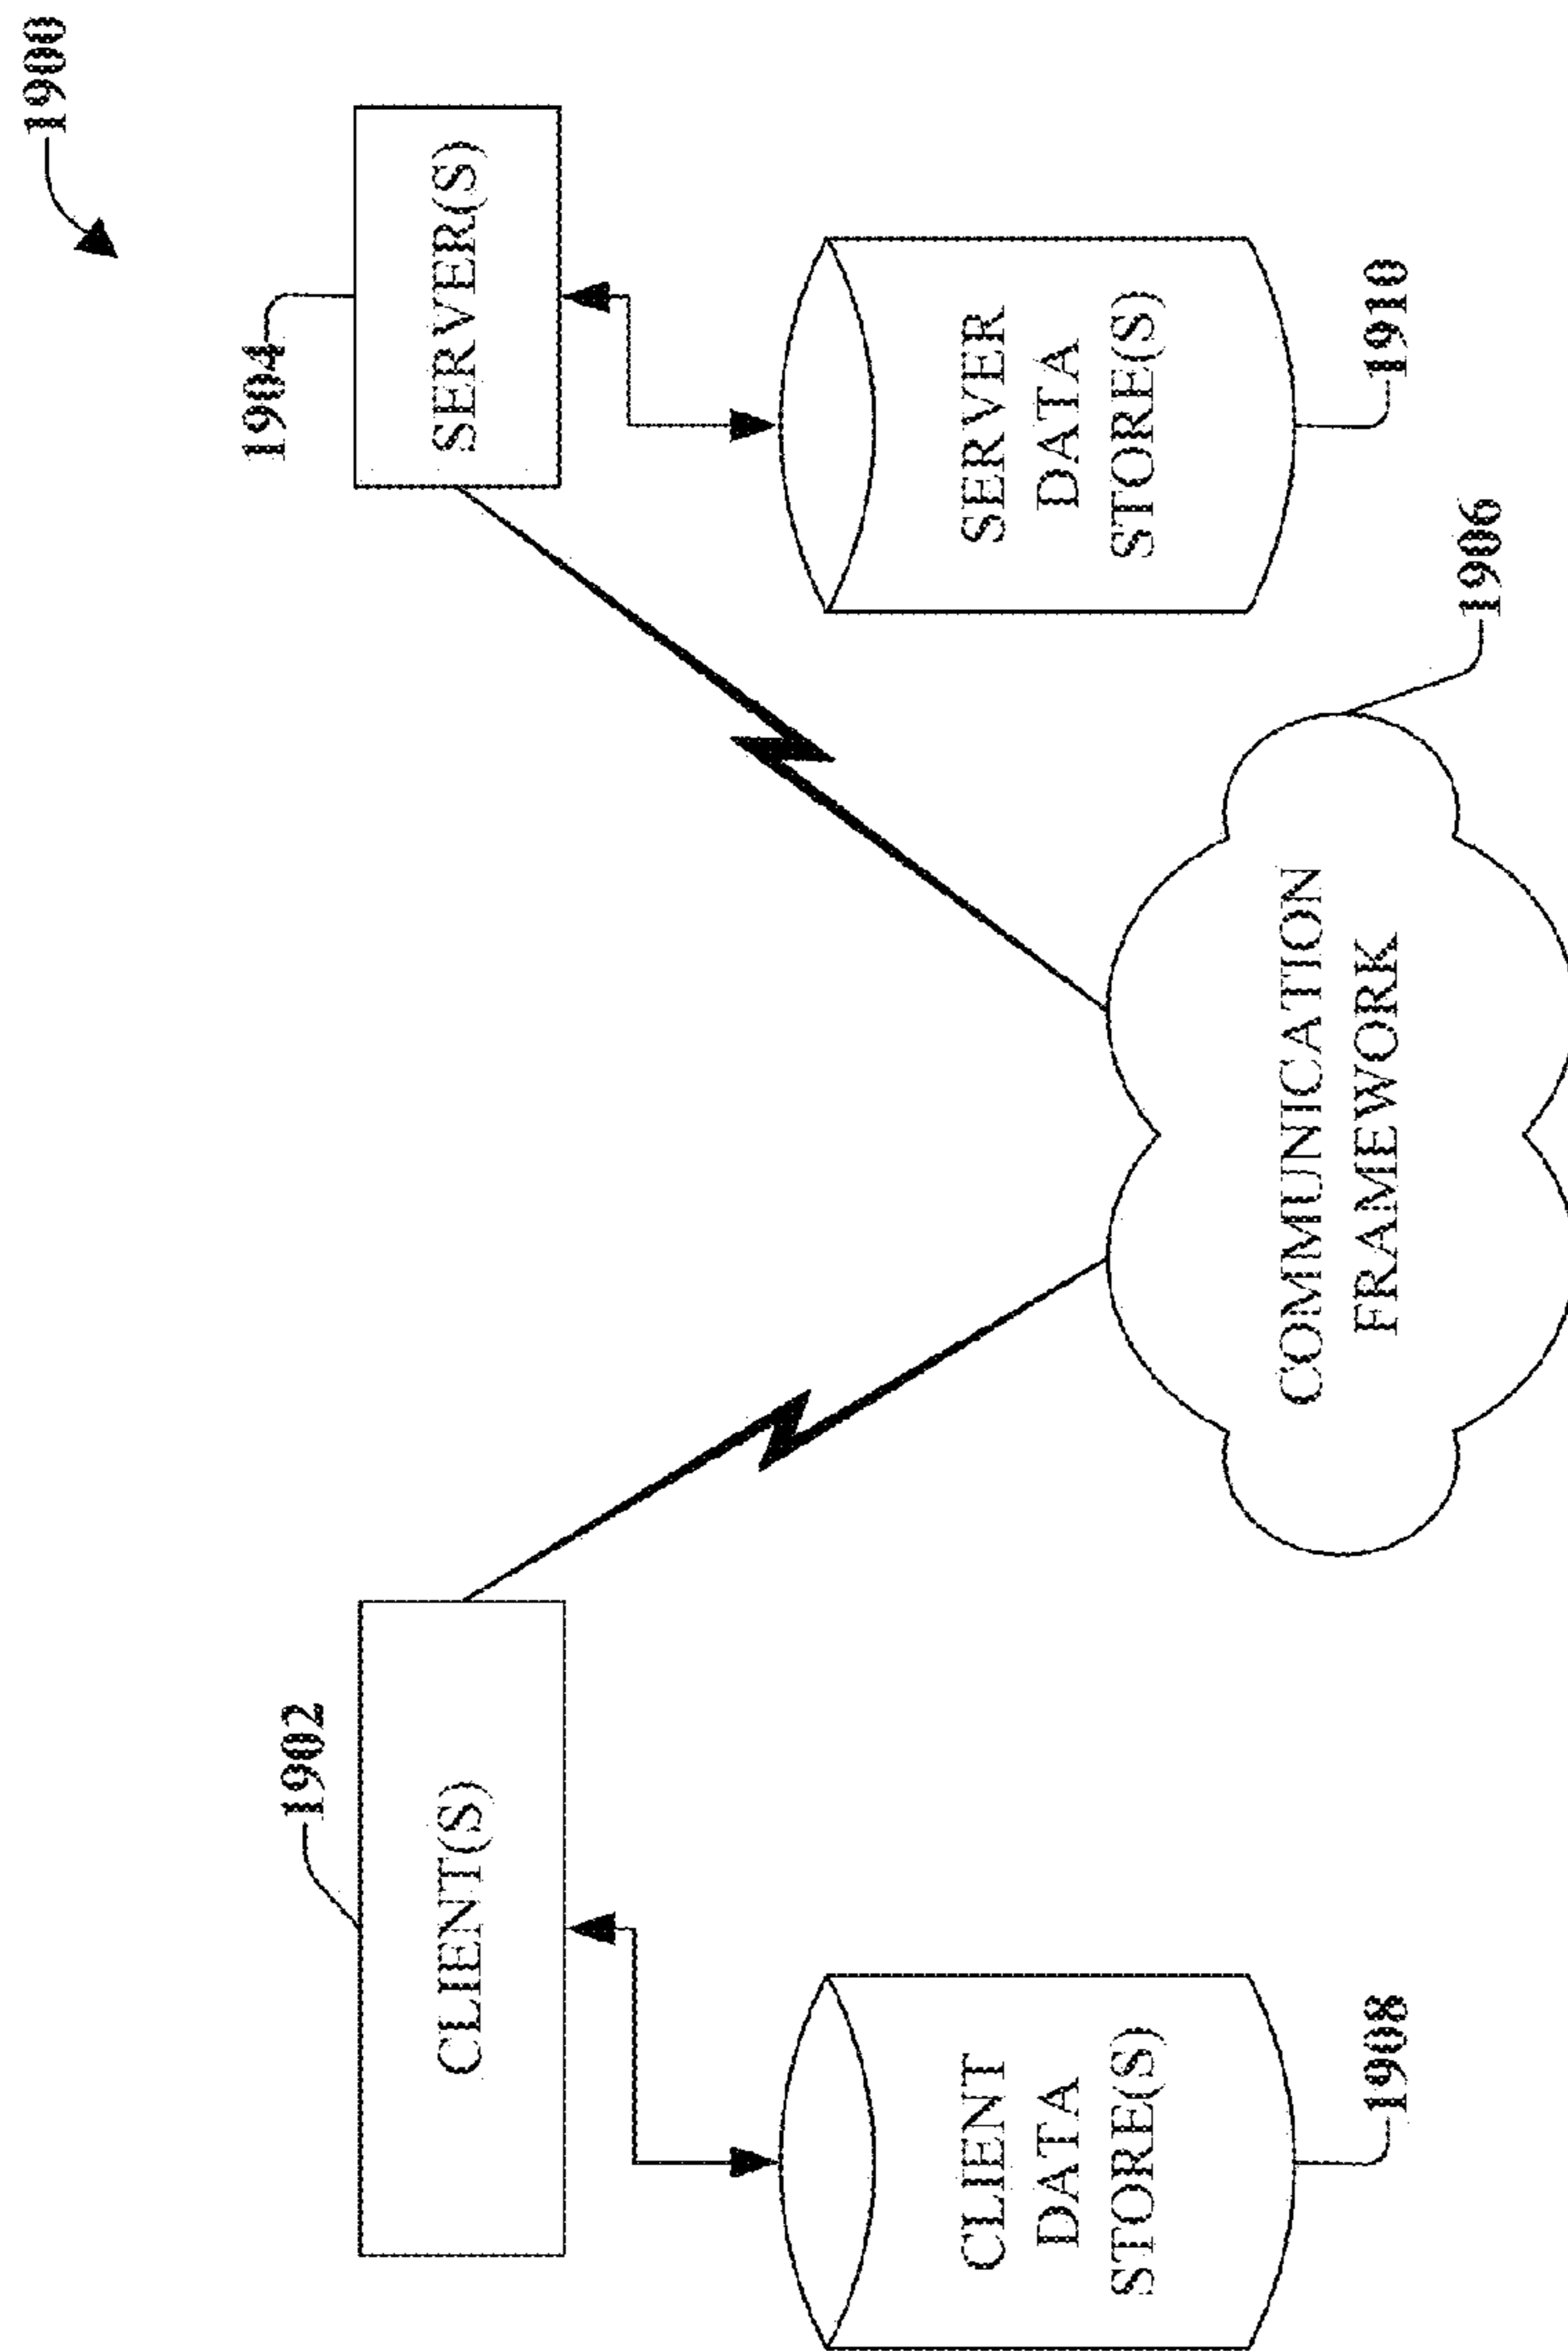 1900
1902
CLIENT(S)
1904
SERVER(S)
CLIENT
DATA
STORE(S)
1908
SERVER
DATA
STORE(S)
1910
COMMUNICATION
FRAMEWORK
1906